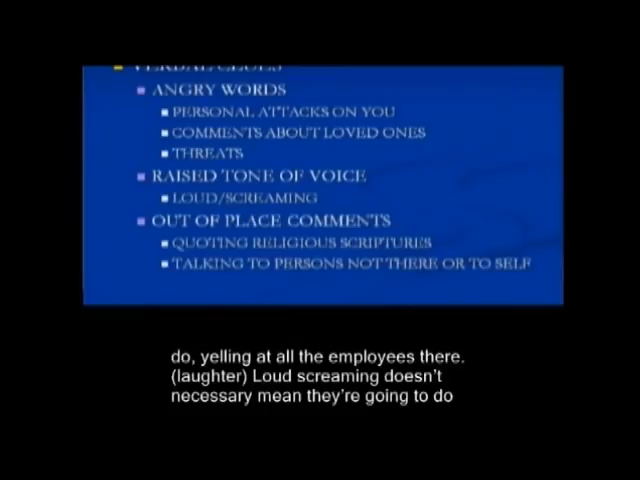 VERBAL CLUES
ANGRY WORDS
PERSONAL ATTACKS ON YOU
COMMENTS ABOUT LOVED ONES
THREATS
RAISED TONE OF VOICE
LOUD/SCREAMING
OUT OF PLACE COMMENTS
QUOTING RELIGIOUS SCRIPTURES
TALKING TO PERSONS NOT THERE OR TO SELF
do, yelling at all the employees there.
(laughter) Loud screaming doesn't
necessary mean they're going to do